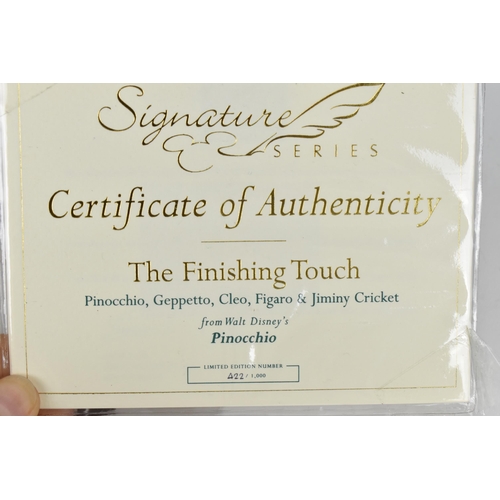 Signature
SERIES
Certificate of Authenticity
The Finishing Touch
Pinocchio, Geppetto, Cleo, Figaro & Jiminy Cricket
from Walt Disney's
Pinocchio
LIMITED EDITION NUMBER
422 / 1,000